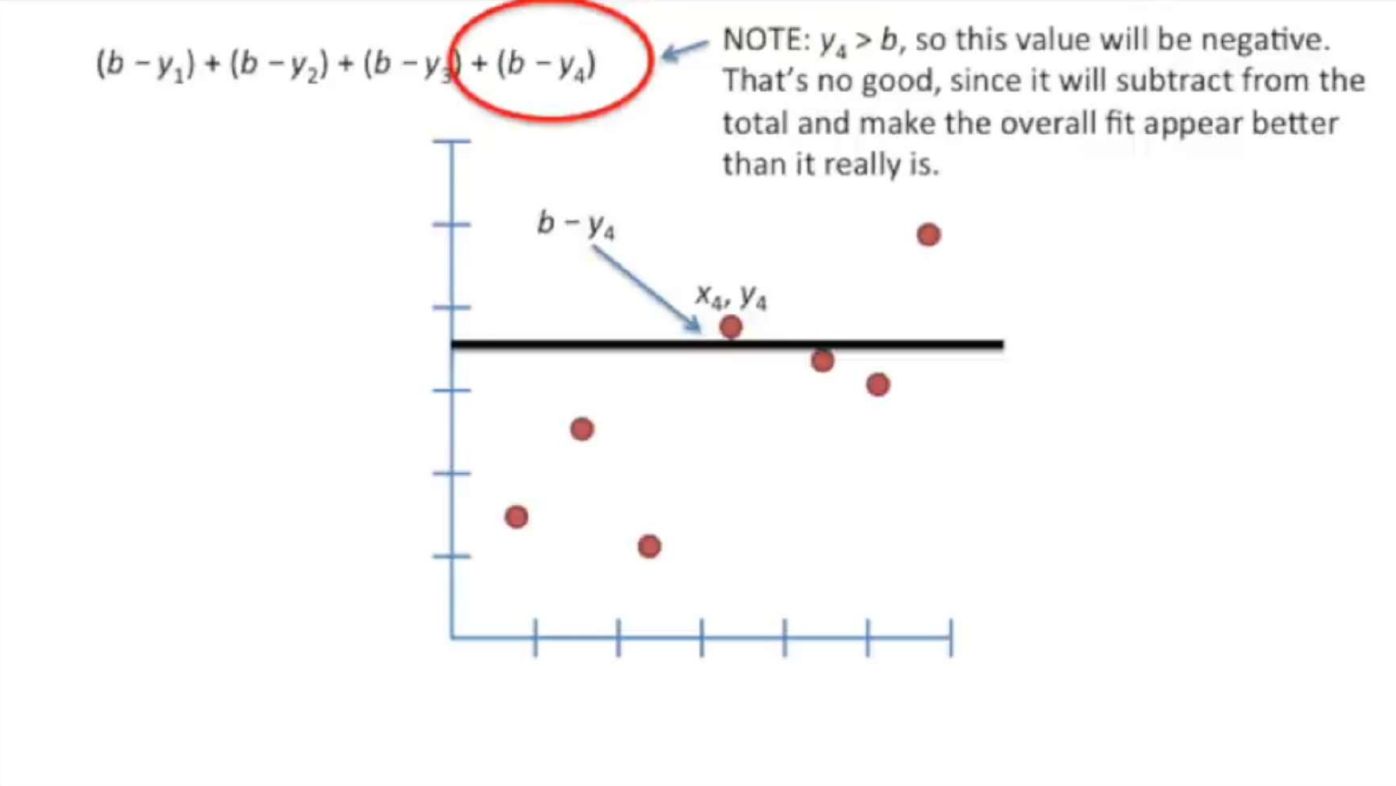 (b – y₁) + (b – y₂) + (b – y₃) + (b – y₄)
NOTE: y₄ > b, so this value will be negative.
That's no good, since it will subtract from the
total and make the overall fit appear better
than it really is.
b – y₄
x₄, y₄